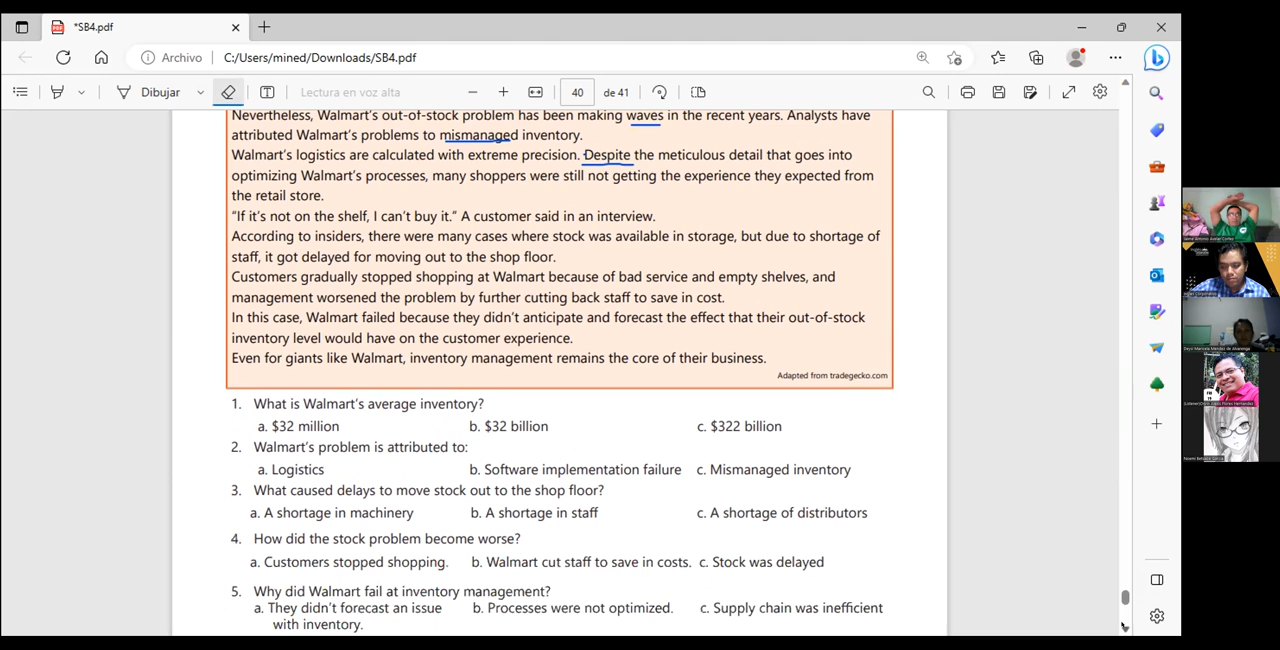 *SB4.pdf
Archivo C:/Users/mined/Downloads/SB4.pdf
Dibujar Lectura en voz alta 40 de 41
Nevertheless, Walmart's out-of-stock problem has been making waves in the recent years. Analysts have
attributed Walmart's problems to mismanaged inventory.
Walmart's logistics are calculated with extreme precision. Despite the meticulous detail that goes into
optimizing Walmart's processes, many shoppers were still not getting the experience they expected from
the retail store.
"If it's not on the shelf, I can't buy it." A customer said in an interview.
According to insiders, there were many cases where stock was available in storage, but due to shortage of
staff, it got delayed for moving out to the shop floor.
Customers gradually stopped shopping at Walmart because of bad service and empty shelves, and
management worsened the problem by further cutting back staff to save in cost.
In this case, Walmart failed because they didn't anticipate and forecast the effect that their out-of-stock
inventory level would have on the customer experience.
Even for giants like Walmart, inventory management remains the core of their business.
Adapted from tradegecko.com
1. What is Walmart's average inventory?
a. $32 million b. $32 billion c. $322 billion
2. Walmart's problem is attributed to:
a. Logistics b. Software implementation failure c. Mismanaged inventory
3. What caused delays to move stock out to the shop floor?
a. A shortage in machinery b. A shortage in staff c. A shortage of distributors
4. How did the stock problem become worse?
a. Customers stopped shopping. b. Walmart cut staff to save in costs. c. Stock was delayed
5. Why did Walmart fail at inventory management?
a. They didn't forecast an issue b. Processes were not optimized. c. Supply chain was inefficient
with inventory.